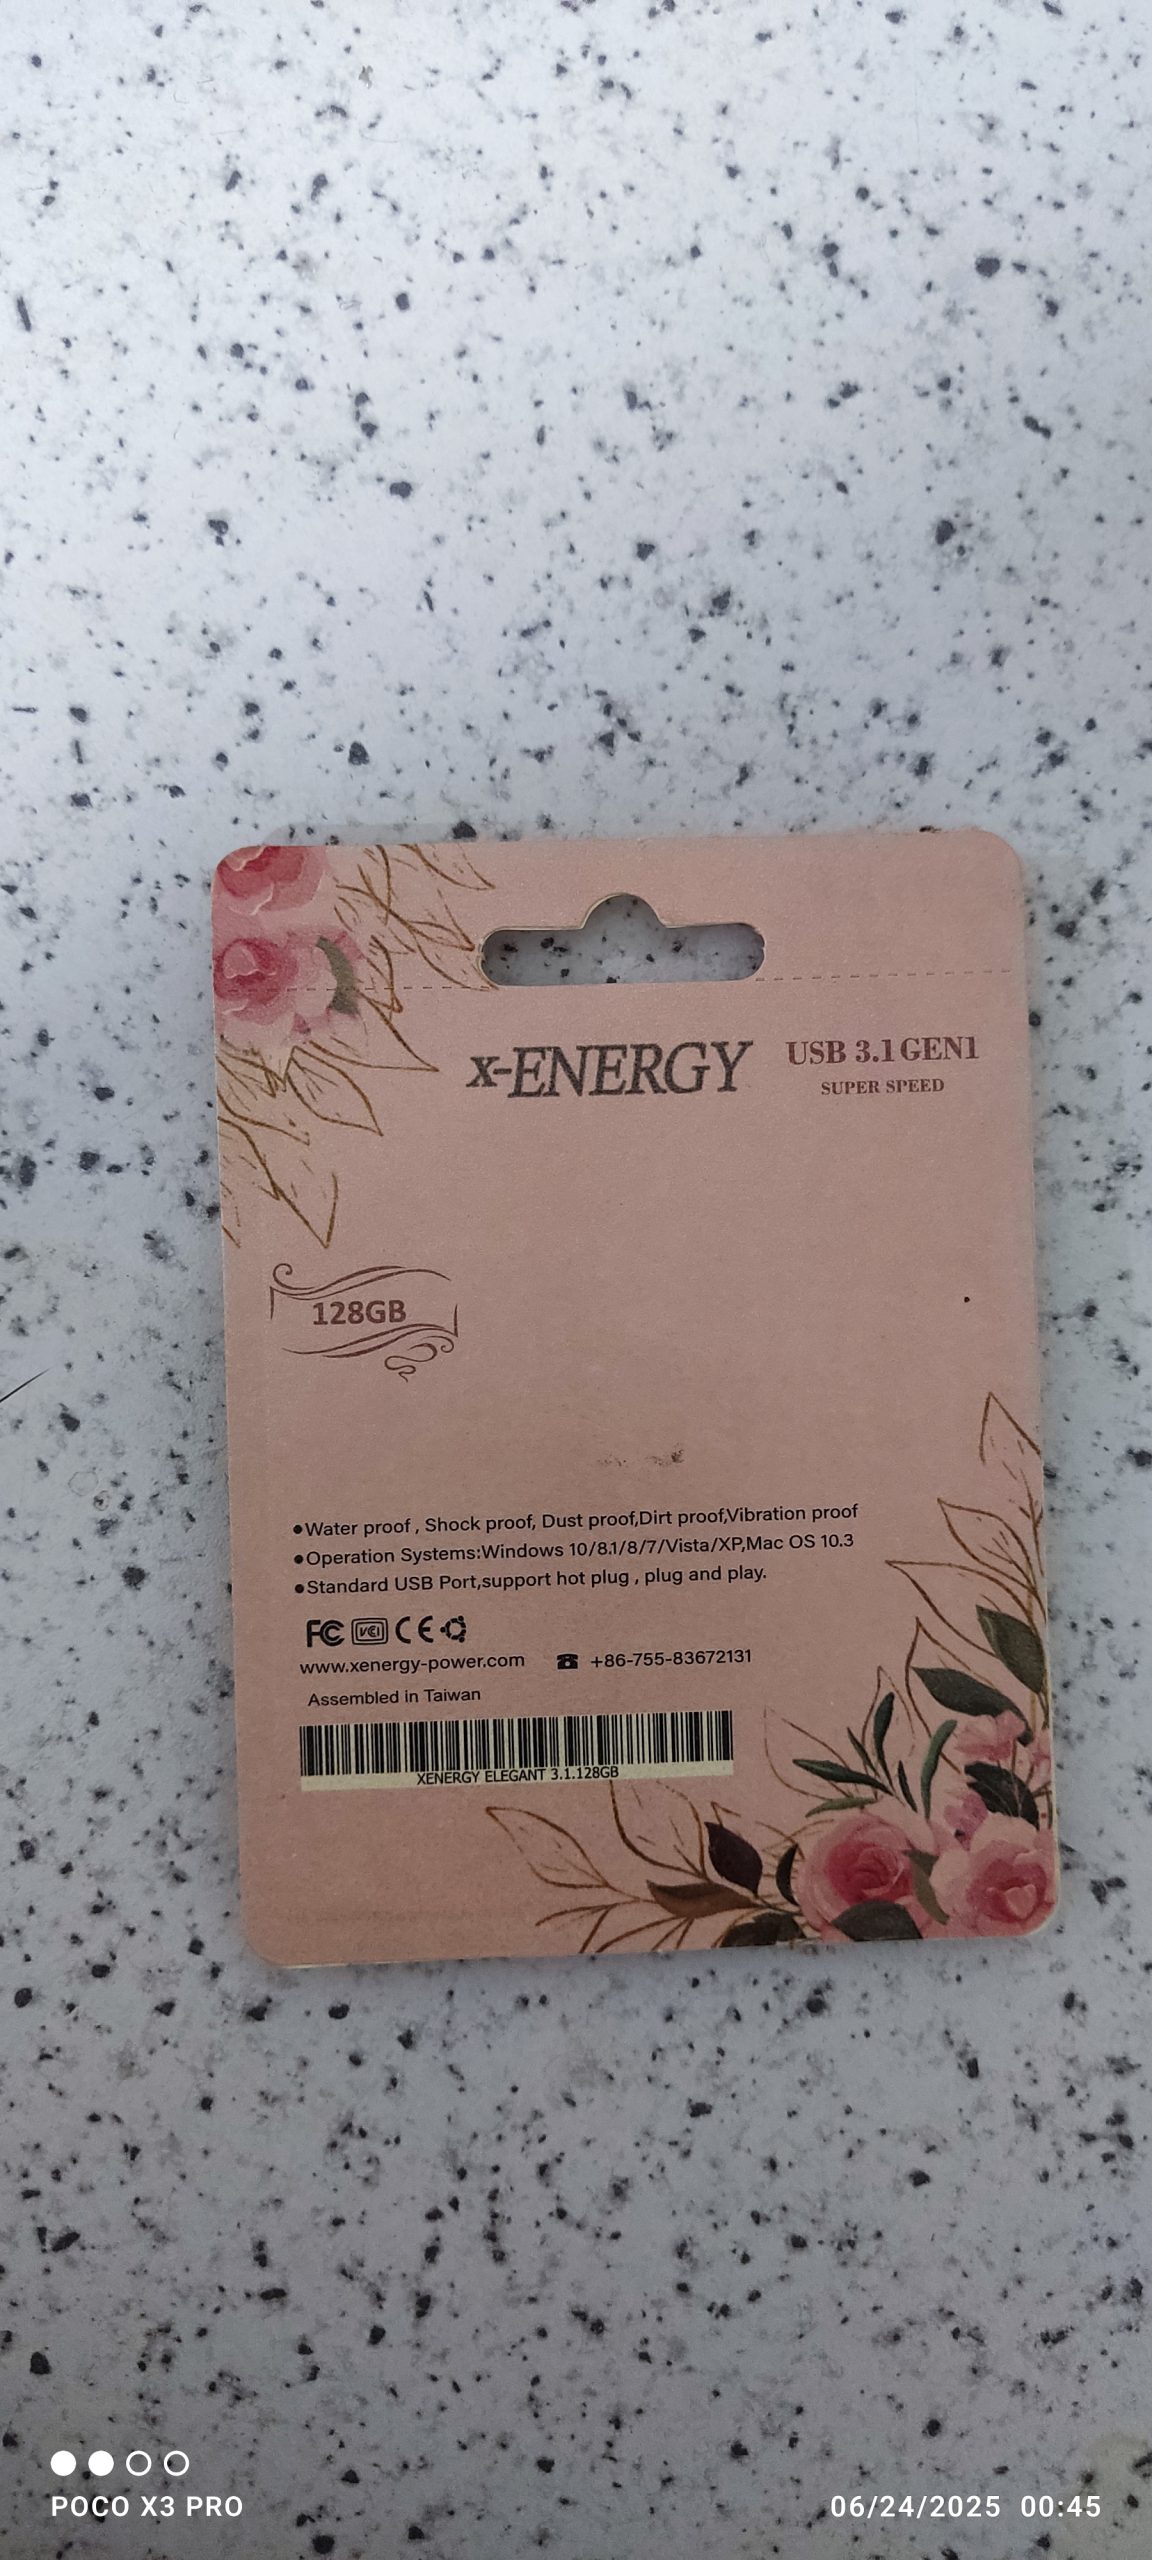 x-ENERGY
USB 3.1 GEN1
SUPER SPEED
128GB
●Water proof , Shock proof, Dust proof,Dirt proof,Vibration proof
●Operation Systems:Windows 10/8.1/8/7/Vista/XP,Mac OS 10.3
●Standard USB Port,support hot plug , plug and play.
FC VCI CE
www.xenergy-power.com ☎ +86-755-83672131
Assembled in Taiwan
XENERGY ELEGANT 3.1.128GB
POCO X3 PRO
06/24/2025 00:45